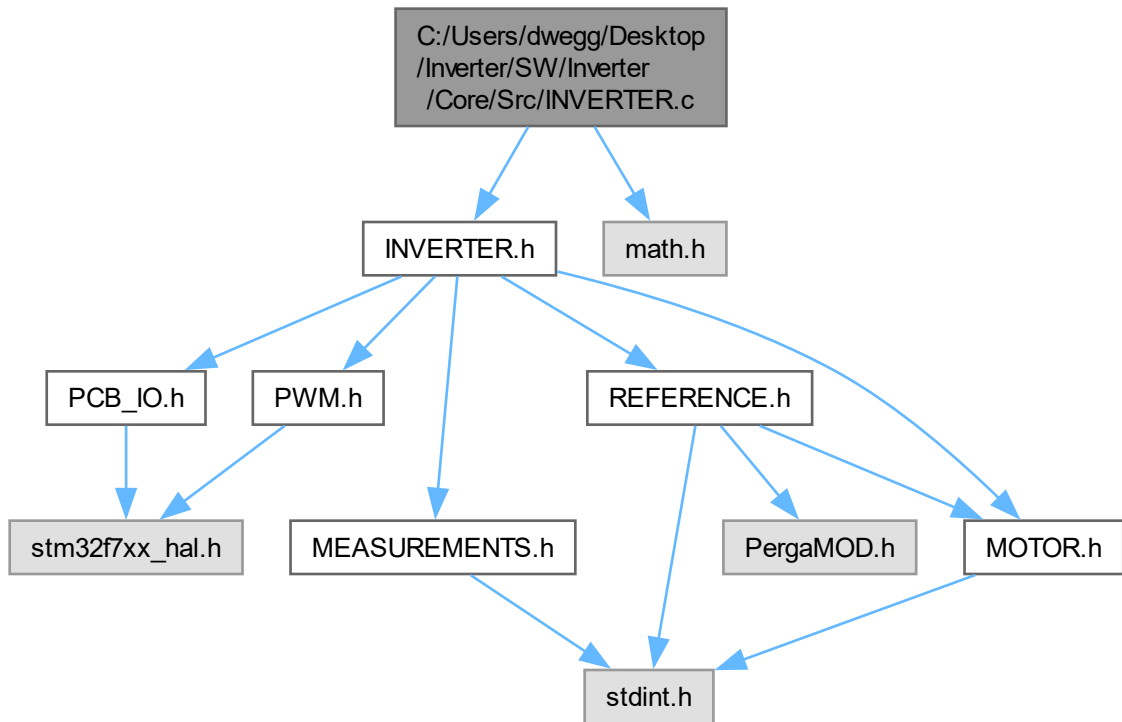 C:/Users/dwegg/Desktop
/Inverter/SW/Inverter
/Core/Src/INVERTER.c
INVERTER.h
math.h
PCB_IO.h
PWM.h
REFERENCE.h
stm32f7xx_hal.h
MEASUREMENTS.h
PergaMOD.h
MOTOR.h
stdint.h